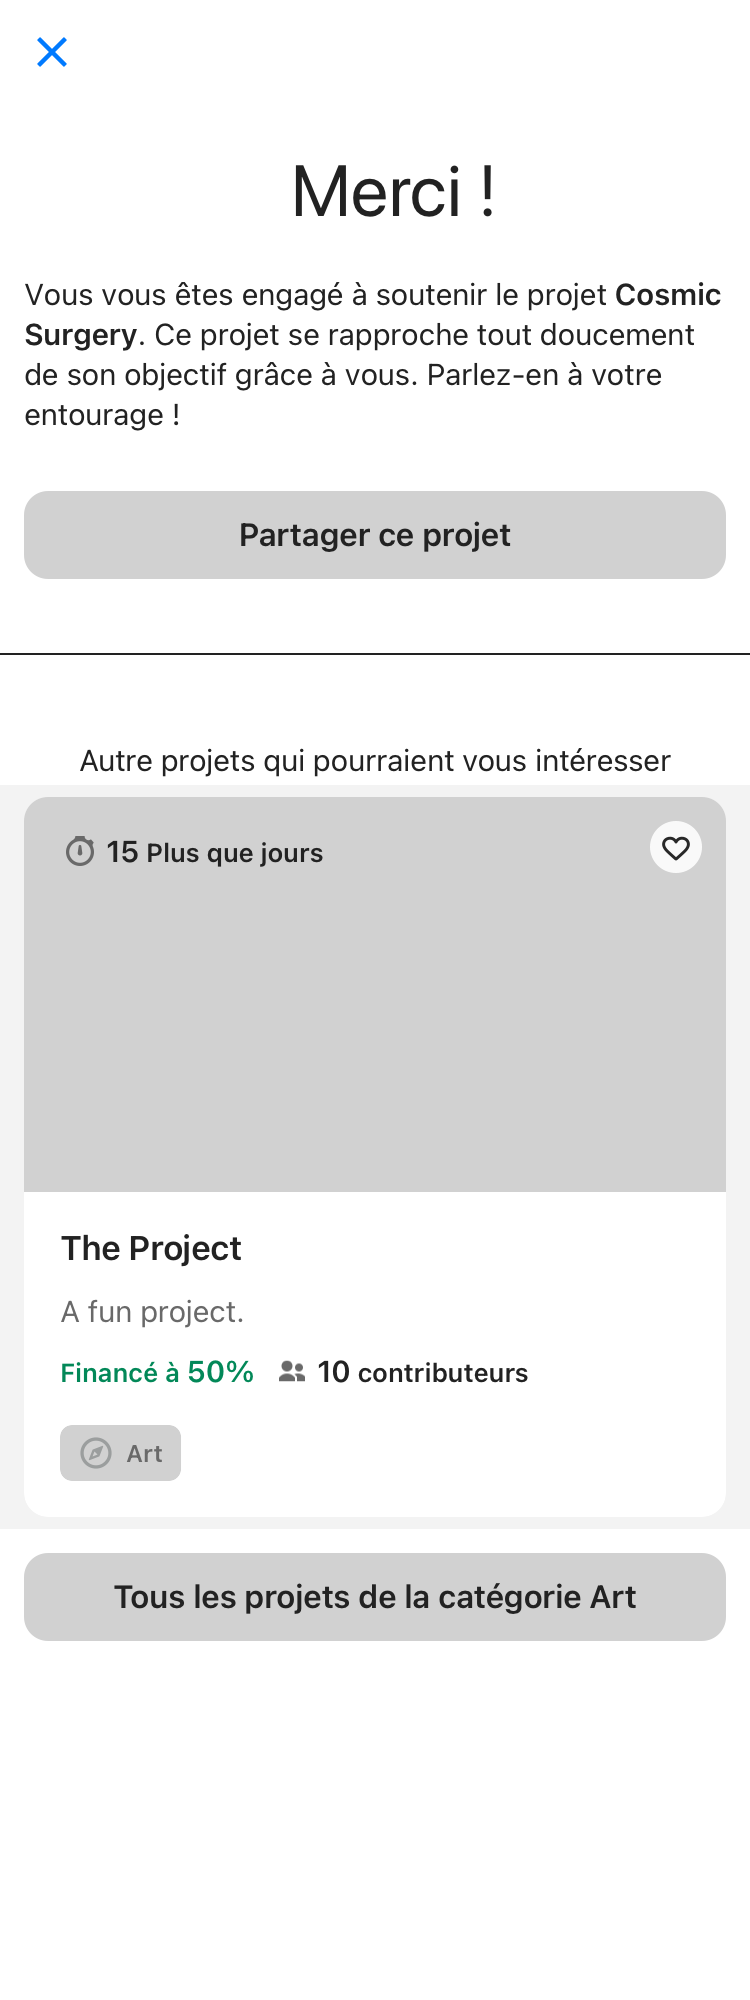 Merci !
Vous vous êtes engagé à soutenir le projet Cosmic
Surgery. Ce projet se rapproche tout doucement
de son objectif grâce à vous. Parlez-en à votre
entourage !
Partager ce projet
Autre projets qui pourraient vous intéresser
15 Plus que jours
The Project
A fun project.
Financé à 50% 10 contributeurs
Art
Tous les projets de la catégorie Art